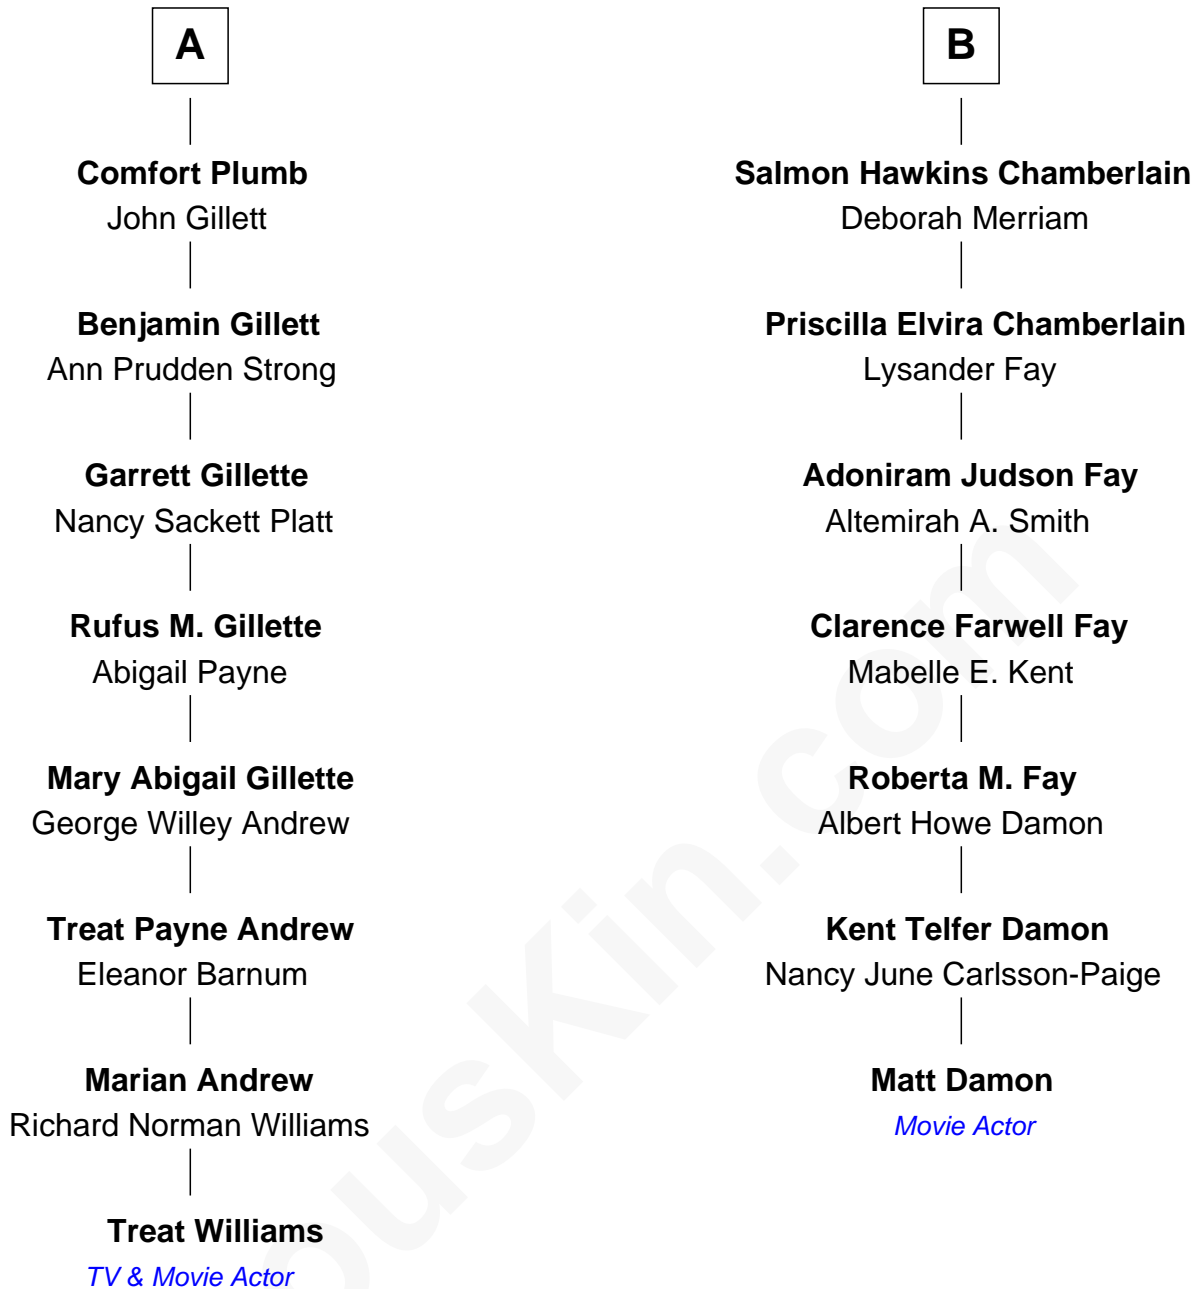 A
Comfort Plumb
John Gillett
Benjamin Gillett
Ann Prudden Strong
Garrett Gillette
Nancy Sackett Platt
Rufus M. Gillette
Abigail Payne
Mary Abigail Gillette
George Willey Andrew
Treat Payne Andrew
Eleanor Barnum
Marian Andrew
Richard Norman Williams
Treat Williams
TV & Movie Actor
B
Salmon Hawkins Chamberlain
Deborah Merriam
Priscilla Elvira Chamberlain
Lysander Fay
Adoniram Judson Fay
Altemirah A. Smith
Clarence Farwell Fay
Mabelle E. Kent
Roberta M. Fay
Albert Howe Damon
Kent Telfer Damon
Nancy June Carlsson-Paige
Matt Damon
Movie Actor
ousKin.com